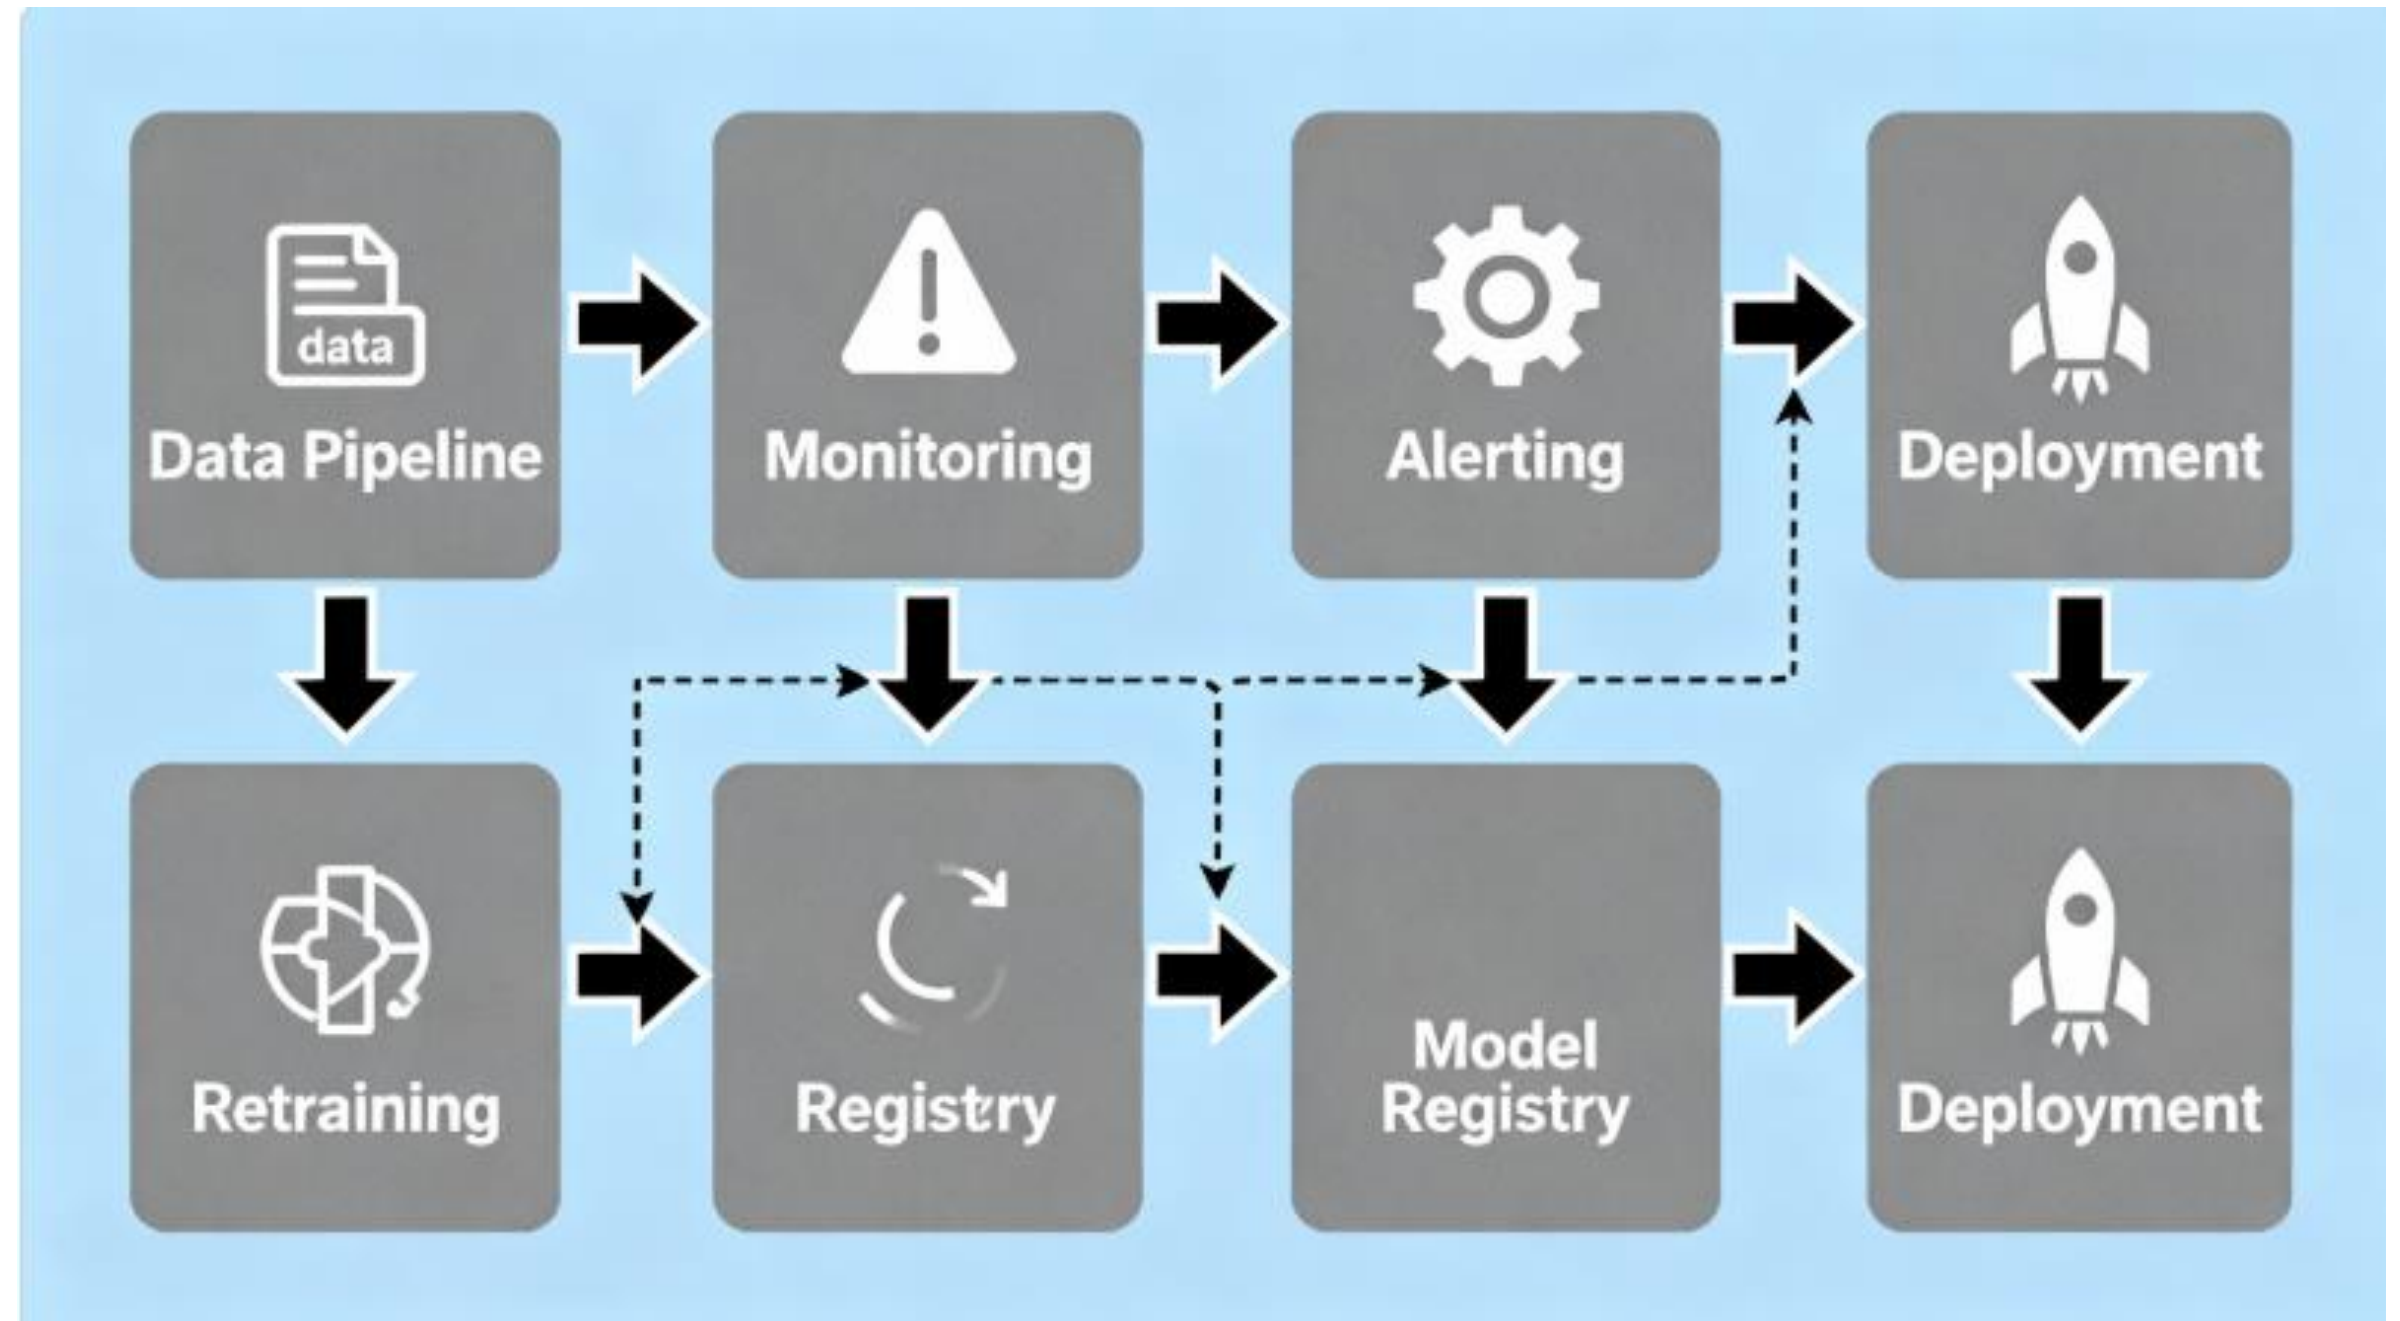 data
Data Pipeline
Monitoring
Alerting
Deployment
Retraining
Registry
Model
Registry
Deployment